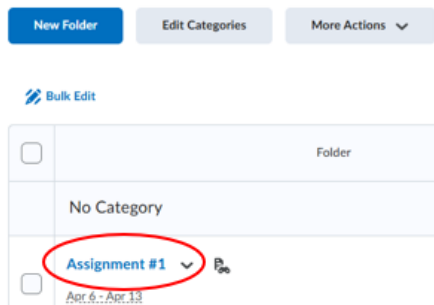 New Folder Edit Categories More Actions
Bulk Edit
Folder
No Category
Assignment #1
Apr 6 - Apr 13